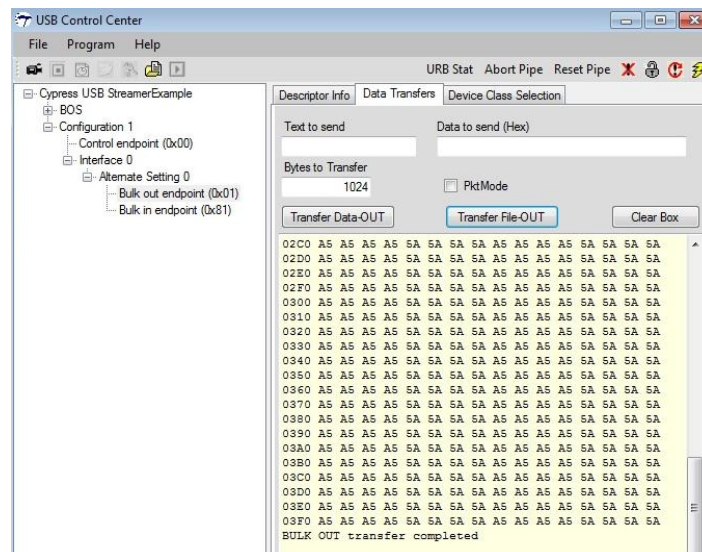 USB Control Center
File Program Help
URB Stat Abort Pipe Reset Pipe
Cypress USB StreamerExample
BOS
Configuration 1
Control endpoint (0x00)
Interface 0
Alternate Setting 0
Bulk out endpoint (0x01)
Bulk in endpoint (0x81)
Descriptor Info Data Transfers Device Class Selection
Text to send Data to send (Hex)
Bytes to Transfer
1024 PktMode
Transfer Data-OUT Transfer File-OUT Clear Box
02C0 A5 A5 A5 A5 5A 5A 5A 5A A5 A5 A5 A5 5A 5A 5A 5A
02D0 A5 A5 A5 A5 5A 5A 5A 5A A5 A5 A5 A5 5A 5A 5A 5A
02E0 A5 A5 A5 A5 5A 5A 5A 5A A5 A5 A5 A5 5A 5A 5A 5A
02F0 A5 A5 A5 A5 5A 5A 5A 5A A5 A5 A5 A5 5A 5A 5A 5A
0300 A5 A5 A5 A5 5A 5A 5A 5A A5 A5 A5 A5 5A 5A 5A 5A
0310 A5 A5 A5 A5 5A 5A 5A 5A A5 A5 A5 A5 5A 5A 5A 5A
0320 A5 A5 A5 A5 5A 5A 5A 5A A5 A5 A5 A5 5A 5A 5A 5A
0330 A5 A5 A5 A5 5A 5A 5A 5A A5 A5 A5 A5 5A 5A 5A 5A
0340 A5 A5 A5 A5 5A 5A 5A 5A A5 A5 A5 A5 5A 5A 5A 5A
0350 A5 A5 A5 A5 5A 5A 5A 5A A5 A5 A5 A5 5A 5A 5A 5A
0360 A5 A5 A5 A5 5A 5A 5A 5A A5 A5 A5 A5 5A 5A 5A 5A
0370 A5 A5 A5 A5 5A 5A 5A 5A A5 A5 A5 A5 5A 5A 5A 5A
0380 A5 A5 A5 A5 5A 5A 5A 5A A5 A5 A5 A5 5A 5A 5A 5A
0390 A5 A5 A5 A5 5A 5A 5A 5A A5 A5 A5 A5 5A 5A 5A 5A
03A0 A5 A5 A5 A5 5A 5A 5A 5A A5 A5 A5 A5 5A 5A 5A 5A
03B0 A5 A5 A5 A5 5A 5A 5A 5A A5 A5 A5 A5 5A 5A 5A 5A
03C0 A5 A5 A5 A5 5A 5A 5A 5A A5 A5 A5 A5 5A 5A 5A 5A
03D0 A5 A5 A5 A5 5A 5A 5A 5A A5 A5 A5 A5 5A 5A 5A 5A
03E0 A5 A5 A5 A5 5A 5A 5A 5A A5 A5 A5 A5 5A 5A 5A 5A
03F0 A5 A5 A5 A5 5A 5A 5A 5A A5 A5 A5 A5 5A 5A 5A 5A
BULK OUT transfer completed